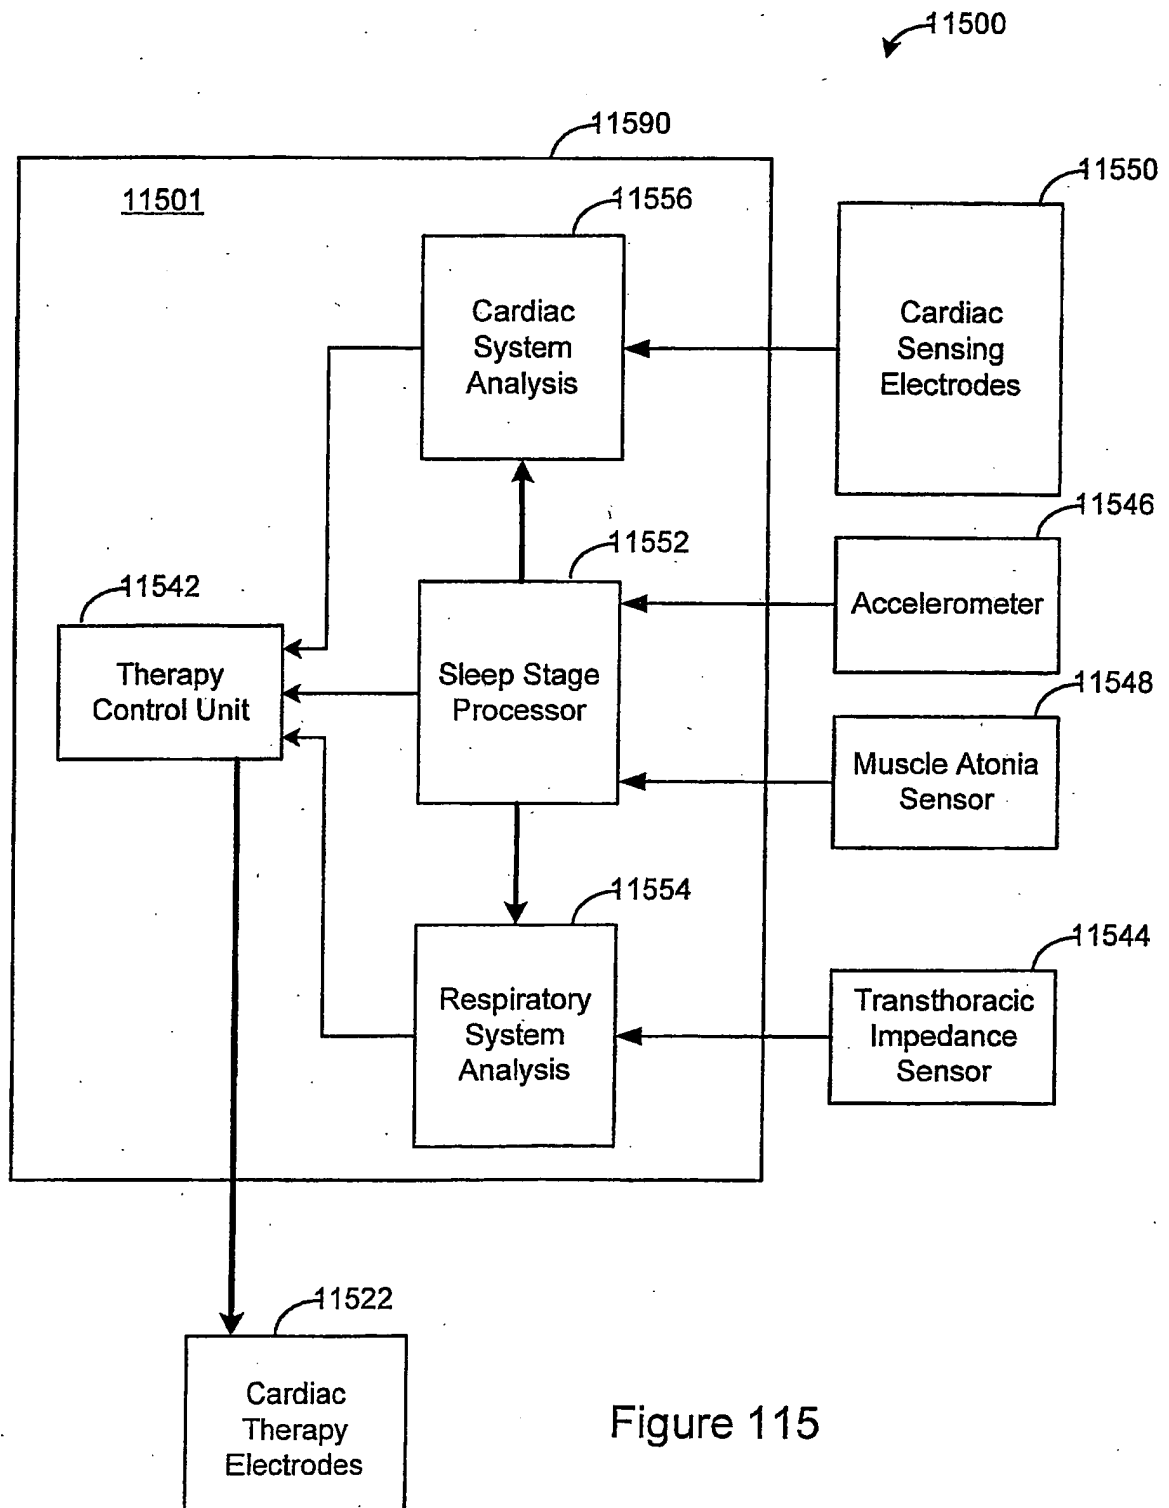 11500
11590
11501
11556
11550
Cardiac
System
Analysis
Cardiac
Sensing
Electrodes
11546
11552
Accelerometer
11542
Therapy
Control Unit
Sleep Stage
Processor
11548
Muscle Atonia
Sensor
11554
11544
Respiratory
System
Analysis
Transthoracic
Impedance
Sensor
11522
Cardiac
Therapy
Electrodes
Figure 115